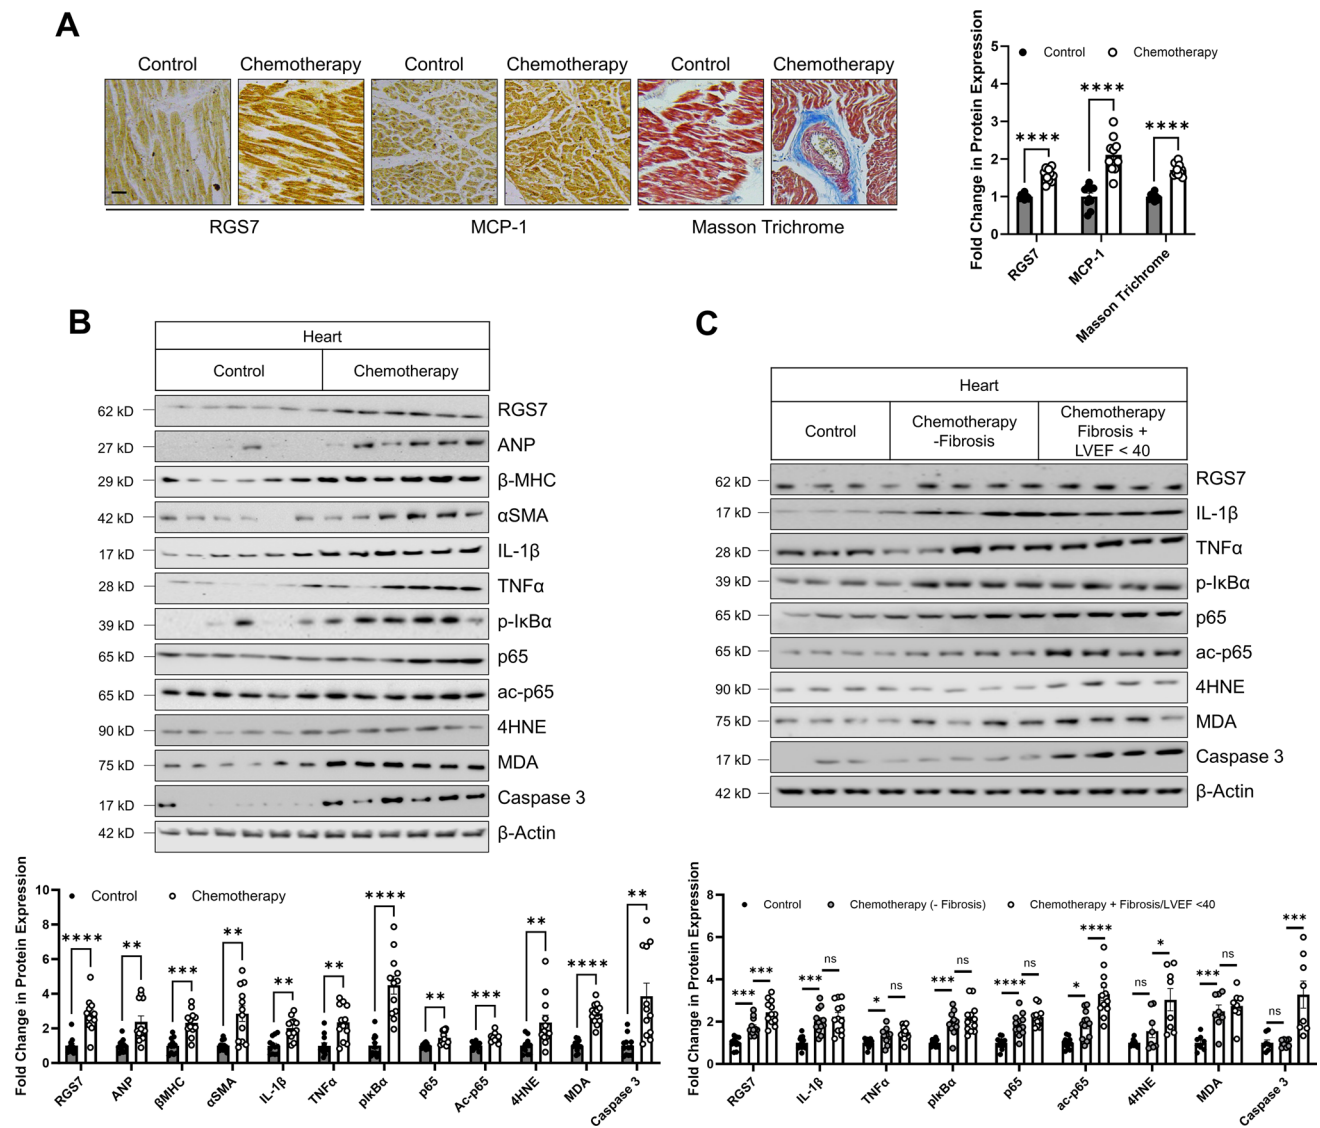 A
Control
Chemotherapy
Control
Chemotherapy
Control
Chemotherapy
RGS7
MCP-1
Masson Trichrome
Fold Change in Protein Expression
5
4
3
2
1
0
Control
Chemotherapy
****
****
****
RGS7
MCP-1
Masson Trichrome
B
Heart
Control
Chemotherapy
62 kD
RGS7
27 kD
ANP
29 kD
β-MHC
42 kD
αSMA
17 kD
IL-1β
28 kD
TNFα
39 kD
p-IκBα
65 kD
p65
65 kD
ac-p65
90 kD
4HNE
75 kD
MDA
17 kD
Caspase 3
42 kD
β-Actin
Fold Change in Protein Expression
10
8
6
4
2
0
Control
Chemotherapy
****
**
***
**
**
**
****
**
***
**
****
**
RGS7
ANP
βMHC
αSMA
IL-1β
TNFα
pIκBα
p65
Ac-p65
4HNE
MDA
Caspase 3
C
Heart
Control
Chemotherapy
-Fibrosis
Chemotherapy
Fibrosis +
LVEF < 40
62 kD
RGS7
17 kD
IL-1β
28 kD
TNFα
39 kD
p-IκBα
65 kD
p65
65 kD
ac-p65
90 kD
4HNE
75 kD
MDA
17 kD
Caspase 3
42 kD
β-Actin
Fold Change in Protein Expression
8
6
4
2
0
Control
Chemotherapy (- Fibrosis)
Chemotherapy + Fibrosis/LVEF <40
***
***
***
ns
*
ns
***
ns
****
ns
*
****
ns
*
***
ns
ns
***
RGS7
IL-1β
TNFα
pIκBα
p65
ac-p65
4HNE
MDA
Caspase 3